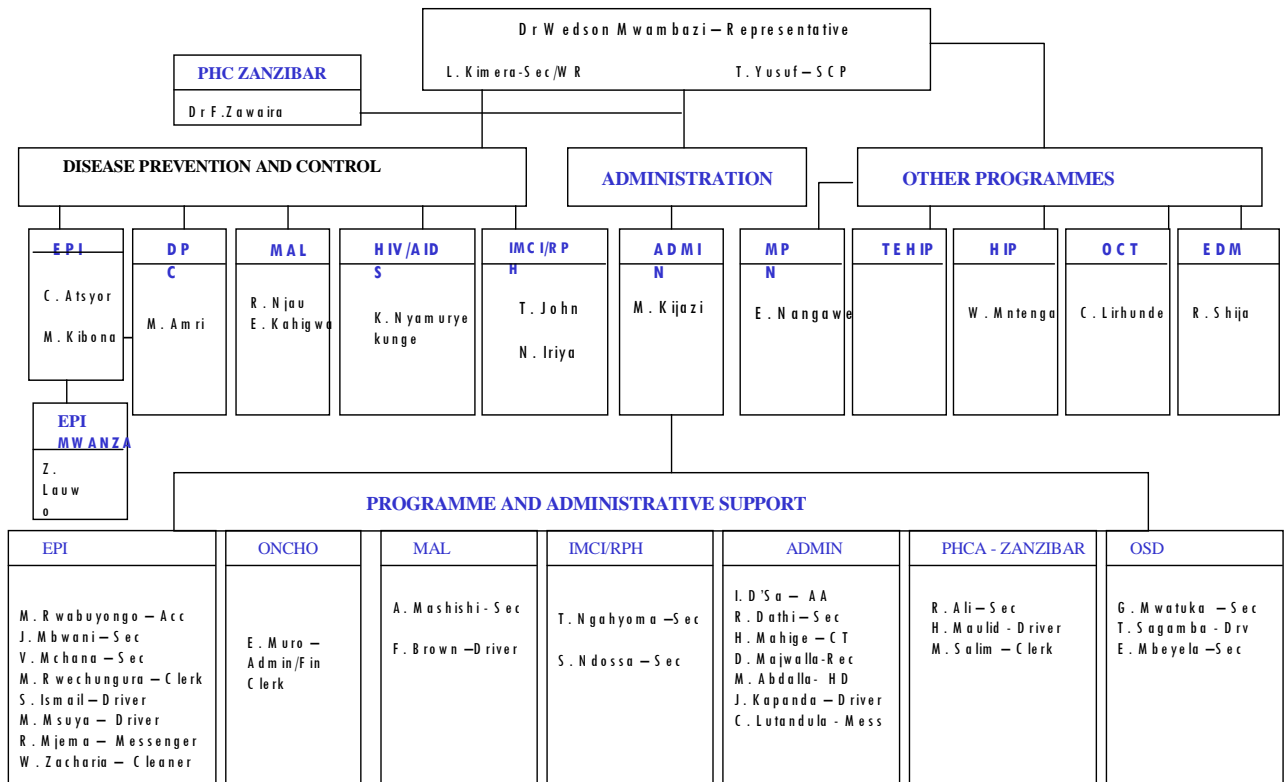 Dr Wedson Mwambazi – Representative
L. Kimera-Sec/WR T. Yusuf – SCP
PHC ZANZIBAR
Dr F.Zawaira
DISEASE PREVENTION AND CONTROL
ADMINISTRATION
OTHER PROGRAMMES
EPI
C. Atsyor
M. Kibona
DP
C
M. Amri
MAL
R. Njau
E. Kahigwa
HIV/AID
S
K. Nyamurye
kunge
IMCI/RP
H
T. John
N. Iriya
ADMI
N
M. Kijazi
MP
N
E. Nangawe
TEHIP
HIP
W. Mntenga
OCT
C. Lirhunde
EDM
R. Shija
EPI
MWANZA
Z.
Lauw
o
PROGRAMME AND ADMINISTRATIVE SUPPORT
EPI
M. Rwabuyongo – Acc
J. Mbwani – Sec
V. Mchana – Sec
M. Rwechungura – Clerk
S. Ismail – Driver
M. Msuya – Driver
R. Mjema – Messenger
W. Zacharia – Cleaner
ONCHO
E. Muro –
Admin/Fin
Clerk
MAL
A. Mashishi - Sec
F. Brown – Driver
IMCI/RPH
T. Ngahyoma – Sec
S. Ndossa – Sec
ADMIN
I. D'Sa – AA
R. Dathi – Sec
H. Mahige – CT
D. Majwalla-Rec
M. Abdalla- HD
J. Kapanda – Driver
C. Lutandula - Mess
PHCA - ZANZIBAR
R. Ali – Sec
H. Maulid - Driver
M. Salim – Clerk
OSD
G. Mwatuka – Sec
T. Sagamba - Drv
E. Mbeyela – Sec